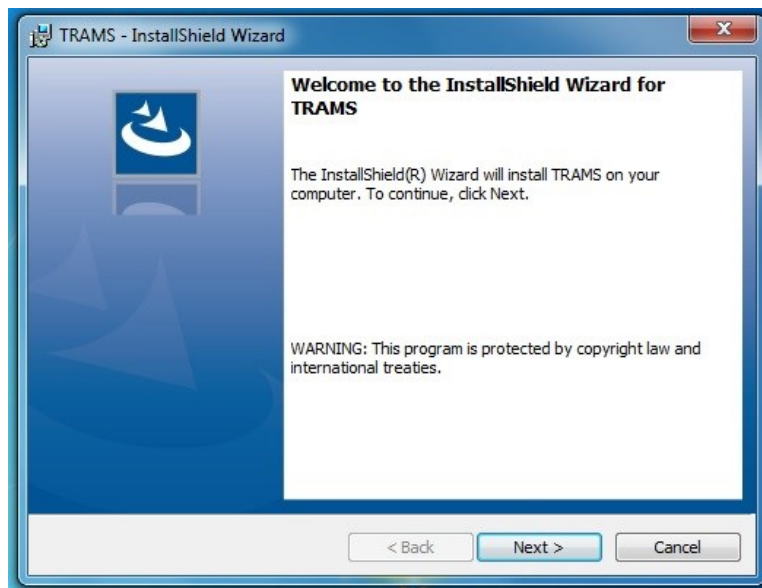 TRAMS - InstallShield Wizard
Welcome to the InstallShield Wizard for
TRAMS
The InstallShield(R) Wizard will install TRAMS on your
computer. To continue, click Next.
WARNING: This program is protected by copyright law and
international treaties.
< Back
Next >
Cancel